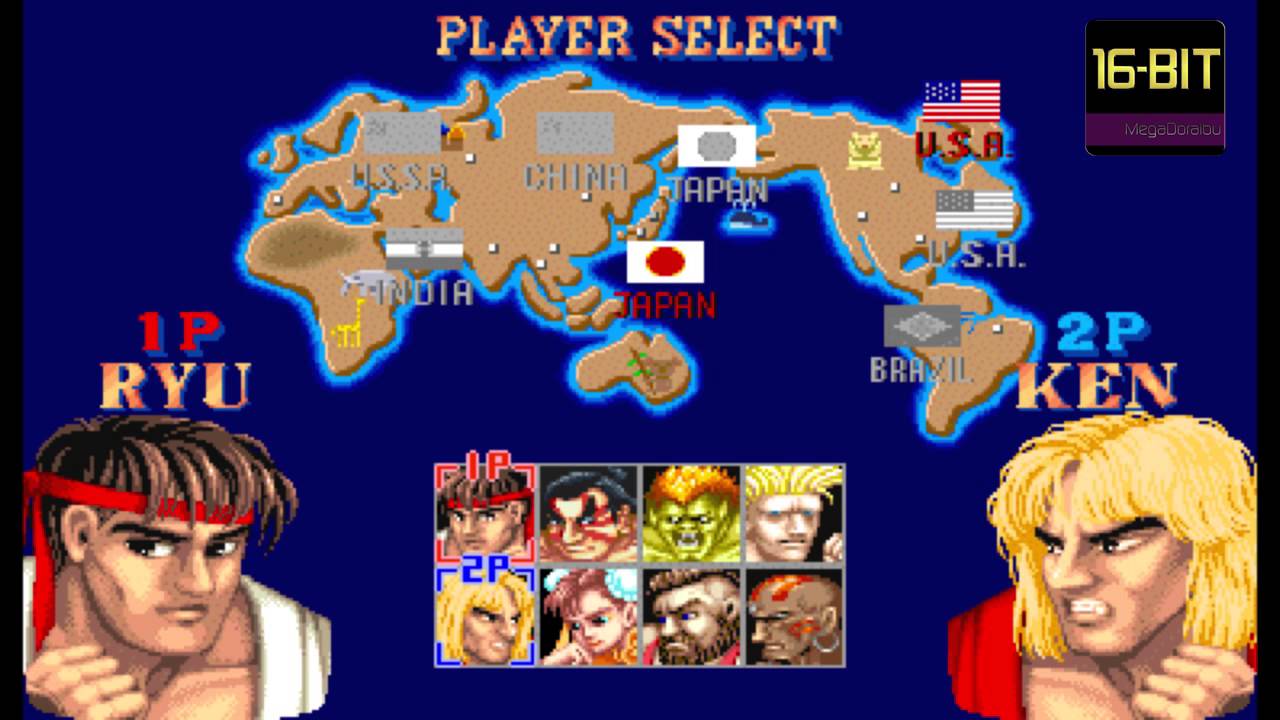 PLAYER SELECT
16-BIT
MegaDoraibu
U.S.A.
U.S.S.R.
CHINA
JAPAN
U.S.A.
INDIA
JAPAN
BRAZIL
1P
RYU
2P
KEN
1P
2P